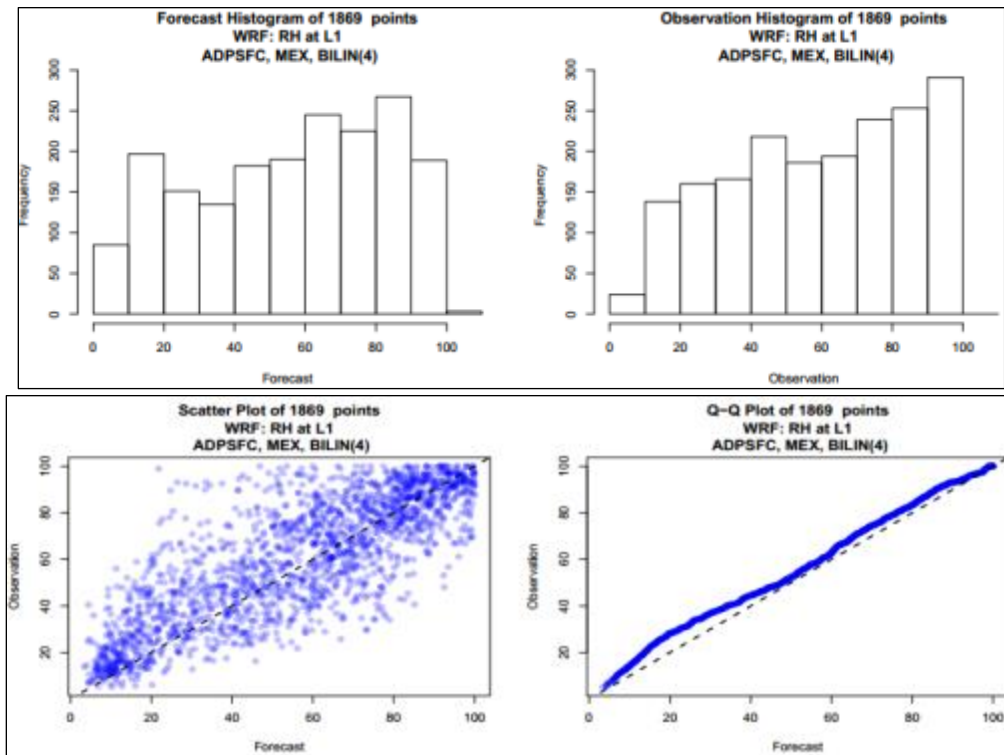 Forecast Histogram of 1869 points
WRF: RH at L1
ADPSFC, MEX, BILIN(4)
Frequency
300
250
200
150
100
50
0
0 20 40 60 80 100
Forecast
Observation Histogram of 1869 points
WRF: RH at L1
ADPSFC, MEX, BILIN(4)
Frequency
300
250
200
150
100
50
0
0 20 40 60 80 100
Observation
Scatter Plot of 1869 points
WRF: RH at L1
ADPSFC, MEX, BILIN(4)
Observation
100
80
60
40
20
0 20 40 60 80 100
Forecast
Q−Q Plot of 1869 points
WRF: RH at L1
ADPSFC, MEX, BILIN(4)
Observation
100
80
60
40
20
0 20 40 60 80 100
Forecast